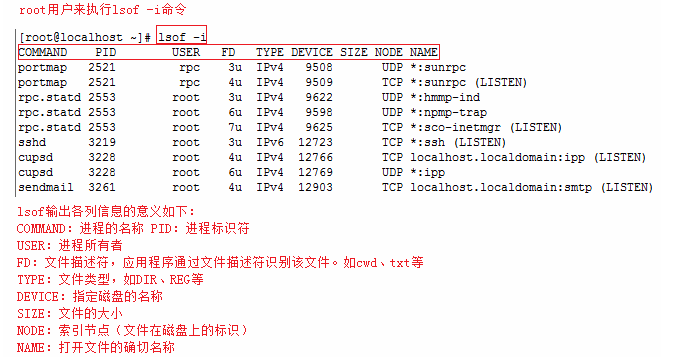 root用户来执行lsof -i命令
[root@localhost ~]# lsof -i
COMMAND PID USER FD TYPE DEVICE SIZE NODE NAME
portmap 2521 rpc 3u IPv4 9508 UDP *:sunrpc
portmap 2521 rpc 4u IPv4 9509 TCP *:sunrpc (LISTEN)
rpc.statd 2553 root 3u IPv4 9622 UDP *:hmmp-ind
rpc.statd 2553 root 6u IPv4 9598 UDP *:npmp-trap
rpc.statd 2553 root 7u IPv4 9625 TCP *:sco-inetmgr (LISTEN)
sshd 3219 root 3u IPv6 12723 TCP *:ssh (LISTEN)
cupsd 3228 root 4u IPv4 12766 TCP localhost.localdomain:ipp (LISTEN)
cupsd 3228 root 6u IPv4 12769 UDP *:ipp
sendmail 3261 root 4u IPv4 12903 TCP localhost.localdomain:smtp (LISTEN)
lsof输出各列信息的意义如下：
COMMAND：进程的名称 PID：进程标识符
USER：进程所有者
FD：文件描述符，应用程序通过文件描述符识别该文件。如cwd、txt等
TYPE：文件类型，如DIR、REG等
DEVICE：指定磁盘的名称
SIZE：文件的大小
NODE：索引节点（文件在磁盘上的标识）
NAME：打开文件的确切名称